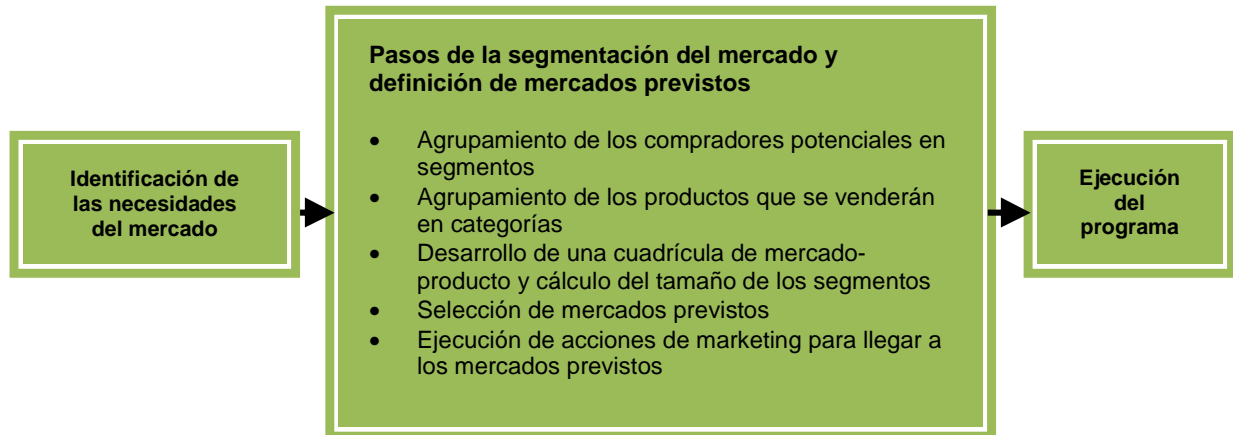 Identificación de
las necesidades
del mercado
Pasos de la segmentación del mercado y
definición de mercados previstos
• Agrupamiento de los compradores potenciales en
segmentos
• Agrupamiento de los productos que se venderán
en categorías
• Desarrollo de una cuadrícula de mercado-
producto y cálculo del tamaño de los segmentos
• Selección de mercados previstos
• Ejecución de acciones de marketing para llegar a
los mercados previstos
Ejecución
del
programa